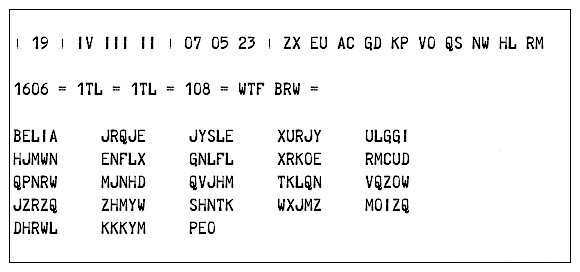 | 19 | IV III II | 07 05 23 | ZX EU AC GD KP VO QS NW HL RM
1606 = 1TL = 1TL = 108 = WTF BRW =
BELIA JRQJE JYSLE XURJY ULGGI
HJMWN ENFLX GNLFL XRKOE RMCUD
QPNRW MJNHD QVJHM TKLQN VQZOW
JZRZQ ZHMYW SHNTK WXJMZ MOIZQ
DHRWL KKKYM PEO